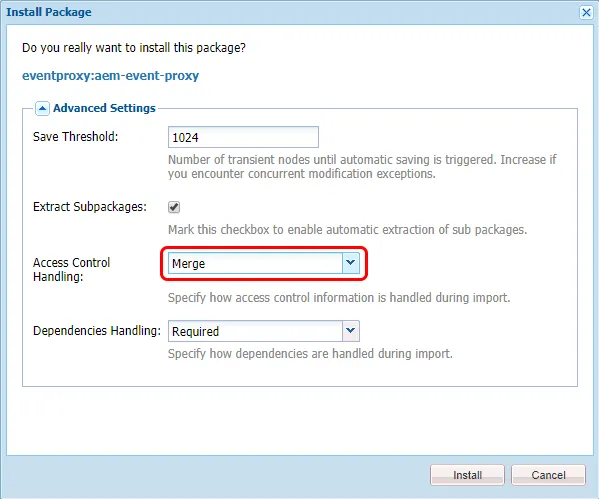 Install Package
Do you really want to install this package?
eventproxy:aem-event-proxy
Advanced Settings
Save Threshold:
1024
Number of transient nodes until automatic saving is triggered. Increase if
you encounter concurrent modification exceptions.
Extract Subpackages:
Mark this checkbox to enable automatic extraction of sub packages.
Access Control
Handling:
Merge
Specify how access control information is handled during import.
Dependencies Handling:
Required
Specify how dependencies are handled during import.
Install
Cancel